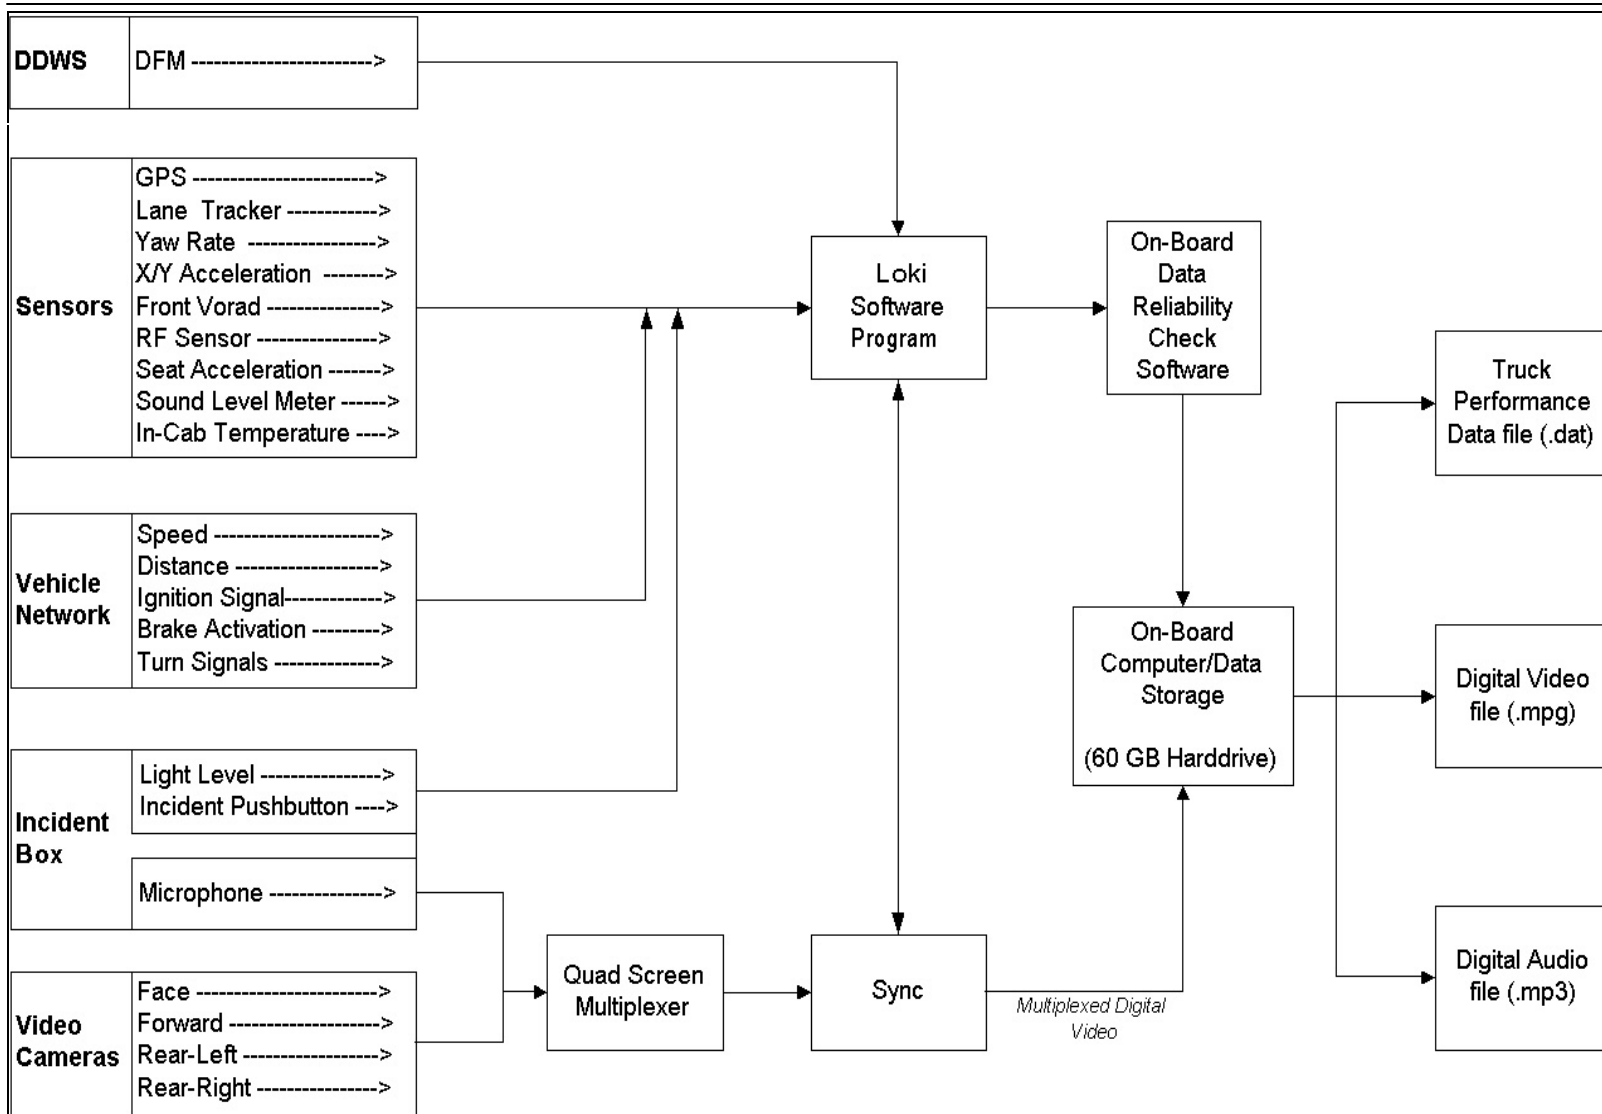 DDWS
DFM ------------------------>
Sensors
GPS ------------------------>
Lane Tracker ------------>
Yaw Rate ----------------->
X/Y Acceleration -------->
Front Vorad ---------------->
RF Sensor ---------------->
Seat Acceleration ------->
Sound Level Meter ------>
In-Cab Temperature ---->
Vehicle
Network
Speed ---------------------->
Distance ------------------->
Ignition Signal------------->
Brake Activation --------->
Turn Signals -------------->
Incident
Box
Light Level ---------------->
Incident Pushbutton ---->
Microphone --------------->
Video
Cameras
Face ------------------------>
Forward -------------------->
Rear-Left ------------------>
Rear-Right ---------------->
Quad Screen
Multiplexer
Loki
Software
Program
Sync
Multiplexed Digital
Video
On-Board
Data
Reliability
Check
Software
On-Board
Computer/Data
Storage
(60 GB Harddrive)
Truck
Performance
Data file (.dat)
Digital Video
file (.mpg)
Digital Audio
file (.mp3)